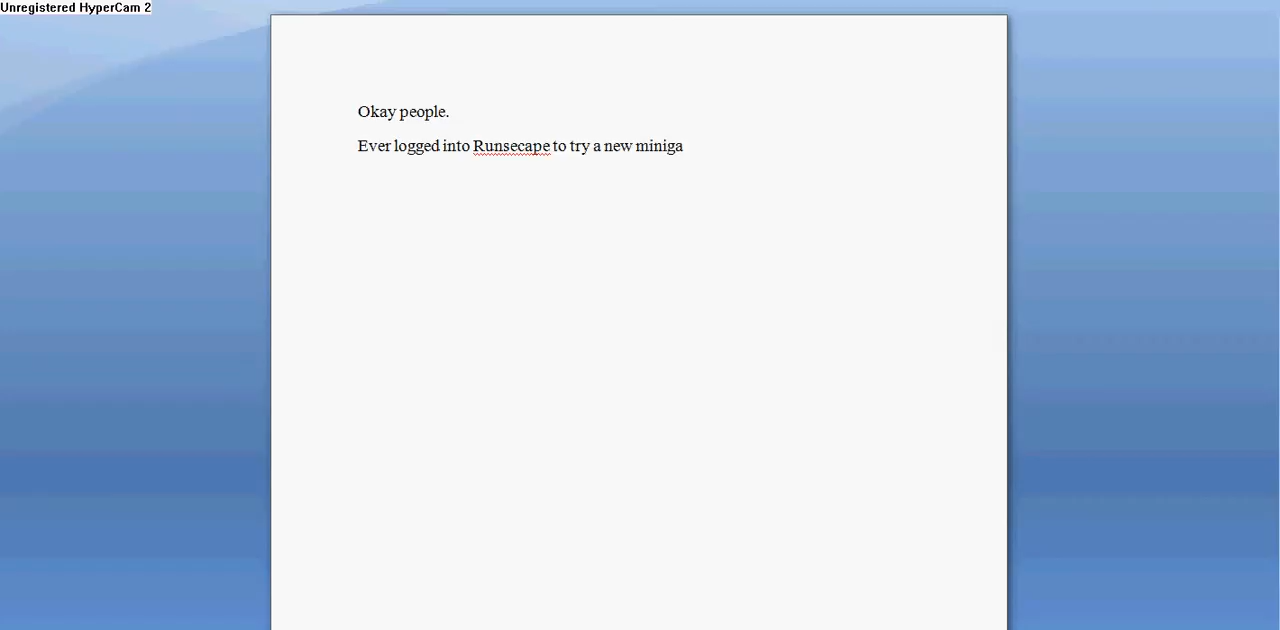 Unregistered HyperCam 2
Okay people.
Ever logged into Runsecape to try a new miniga